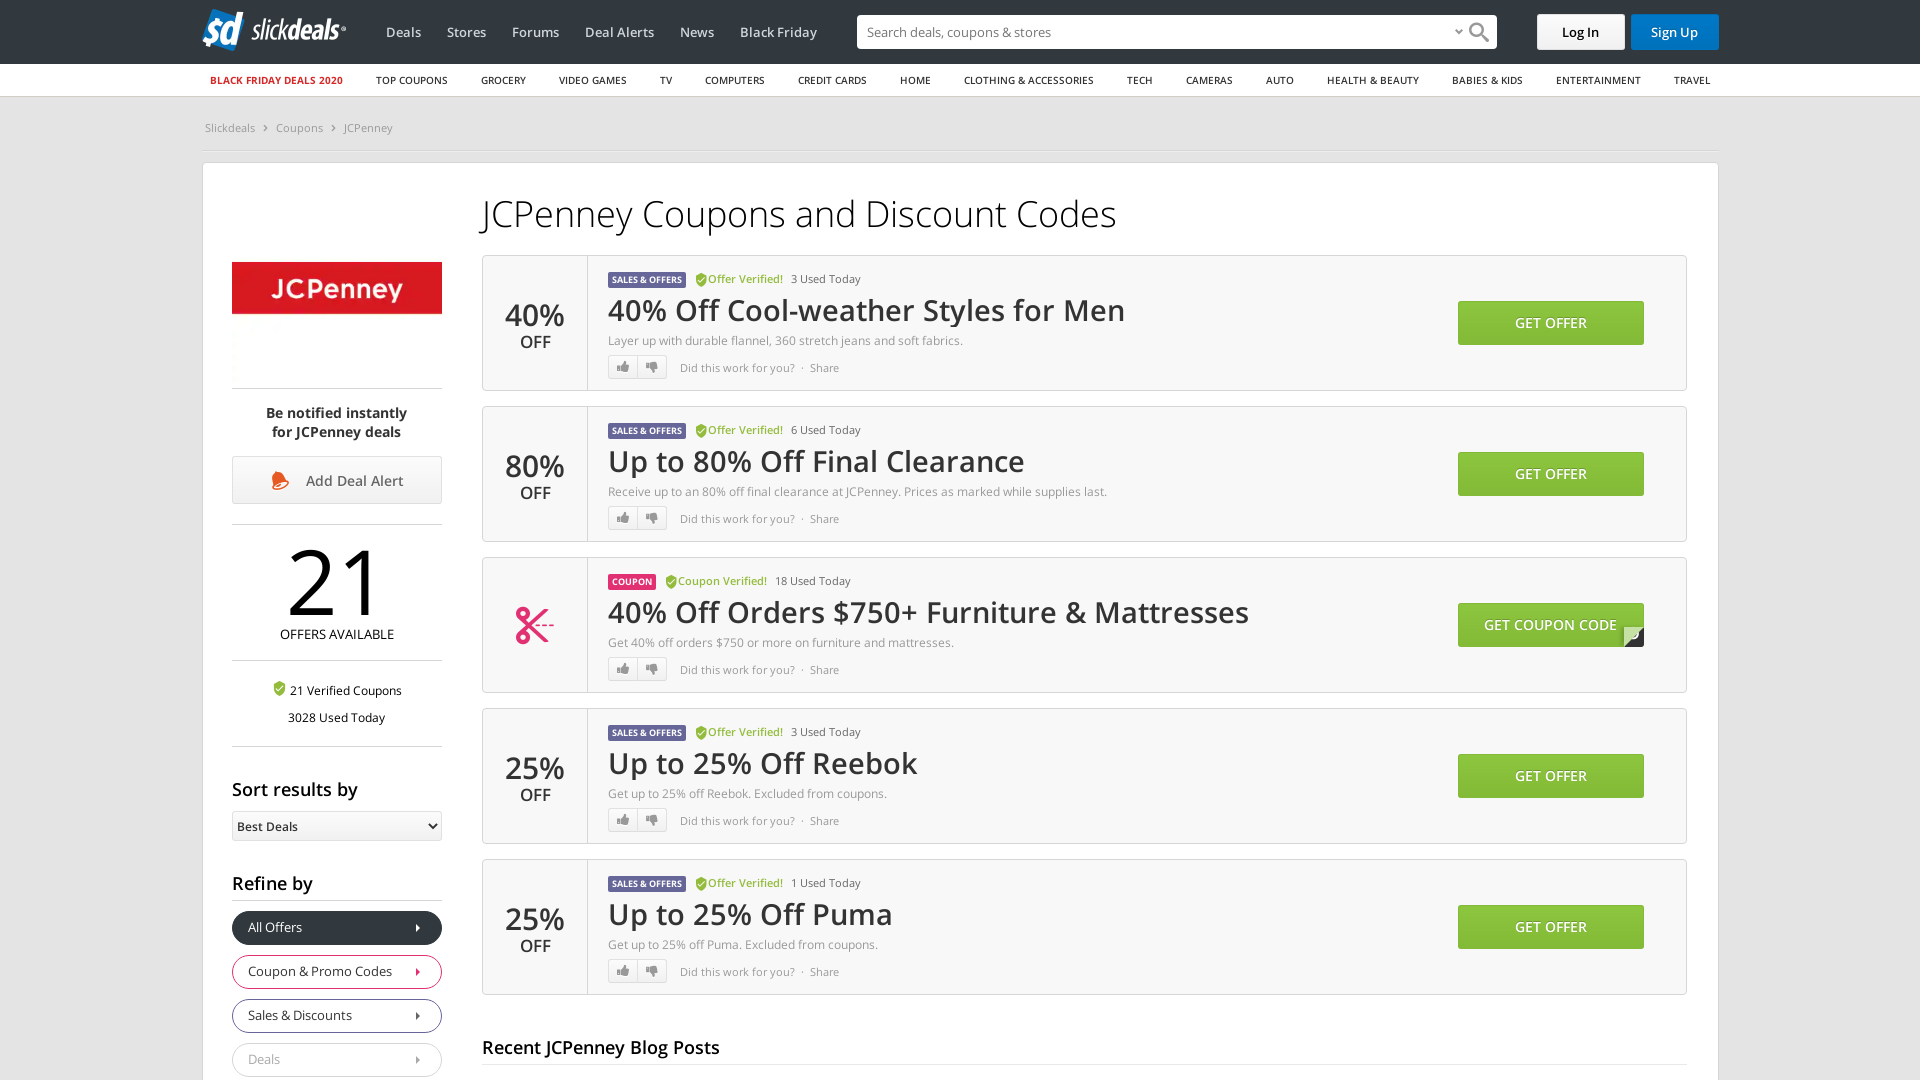 sd slickdeals
Deals
Stores
Forums
Deal Alerts
News
Black Friday
Search deals, coupons & stores
Log In
Sign Up
BLACK FRIDAY DEALS 2020
TOP COUPONS
GROCERY
VIDEO GAMES
TV
COMPUTERS
CREDIT CARDS
HOME
CLOTHING & ACCESSORIES
TECH
CAMERAS
AUTO
HEALTH & BEAUTY
BABIES & KIDS
ENTERTAINMENT
TRAVEL
Slickdeals › Coupons › JCPenney
JCPenney
Be notified instantly
for JCPenney deals
Add Deal Alert
21
OFFERS AVAILABLE
21 Verified Coupons
3028 Used Today
Sort results by
Best Deals
Refine by
All Offers
Coupon & Promo Codes
Sales & Discounts
Deals
JCPenney Coupons and Discount Codes
40%
OFF
SALES & OFFERS Offer Verified! 3 Used Today
40% Off Cool-weather Styles for Men
Layer up with durable flannel, 360 stretch jeans and soft fabrics.
Did this work for you? · Share
GET OFFER
80%
OFF
SALES & OFFERS Offer Verified! 6 Used Today
Up to 80% Off Final Clearance
Receive up to an 80% off final clearance at JCPenney. Prices as marked while supplies last.
Did this work for you? · Share
GET OFFER
COUPON Coupon Verified! 18 Used Today
40% Off Orders $750+ Furniture & Mattresses
Get 40% off orders $750 or more on furniture and mattresses.
Did this work for you? · Share
GET COUPON CODE
25%
OFF
SALES & OFFERS Offer Verified! 3 Used Today
Up to 25% Off Reebok
Get up to 25% off Reebok. Excluded from coupons.
Did this work for you? · Share
GET OFFER
25%
OFF
SALES & OFFERS Offer Verified! 1 Used Today
Up to 25% Off Puma
Get up to 25% off Puma. Excluded from coupons.
Did this work for you? · Share
GET OFFER
Recent JCPenney Blog Posts